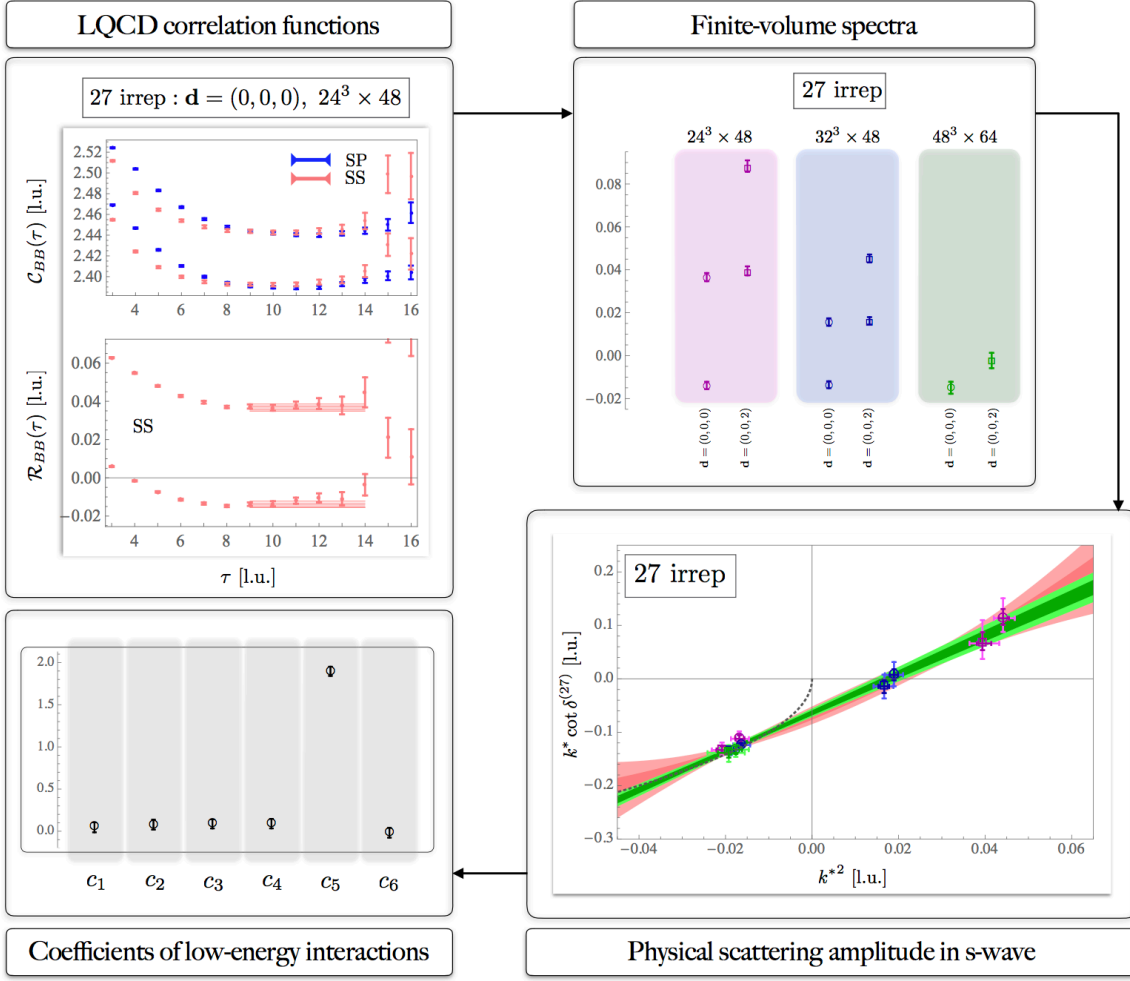 LQCD correlation functions
27 irrep : d = (0,0,0), 24³ × 48
C_BB(τ) [l.u.]
2.52
2.50
2.48
2.46
2.44
2.42
2.40
SP
SS
4 6 8 10 12 14 16
R_BB(τ) [l.u.]
0.06
0.04
0.02
0.00
−0.02
SS
4 6 8 10 12 14 16
τ [l.u.]
Finite-volume spectra
27 irrep
24³ × 48 32³ × 48 48³ × 64
0.08
0.06
0.04
0.02
0.00
−0.02
d = (0,0,0)
d = (0,0,2)
d = (0,0,0)
d = (0,0,2)
d = (0,0,0)
d = (0,0,2)
27 irrep
k* cot δ^(27) [l.u.]
0.2
0.1
0.0
−0.1
−0.2
−0.3
−0.04 −0.02 0.00 0.02 0.04 0.06
k*² [l.u.]
Physical scattering amplitude in s-wave
2.0
1.5
1.0
0.5
0.0
c₁ c₂ c₃ c₄ c₅ c₆
Coefficients of low-energy interactions